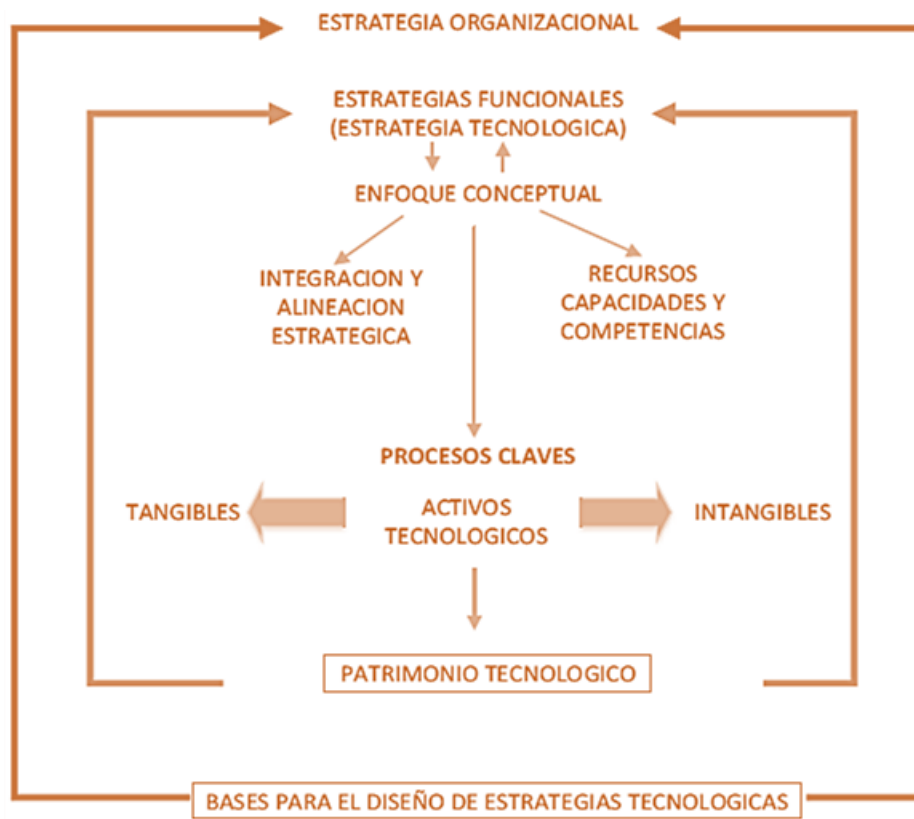 ESTRATEGIA ORGANIZACIONAL
ESTRATEGIAS FUNCIONALES
(ESTRATEGIA TECNOLOGICA)
ENFOQUE CONCEPTUAL
INTEGRACION Y
ALINEACION
ESTRATEGICA
RECURSOS
CAPACIDADES Y
COMPETENCIAS
PROCESOS CLAVES
TANGIBLES
ACTIVOS
TECNOLOGICOS
INTANGIBLES
PATRIMONIO TECNOLOGICO
BASES PARA EL DISEÑO DE ESTRATEGIAS TECNOLOGICAS